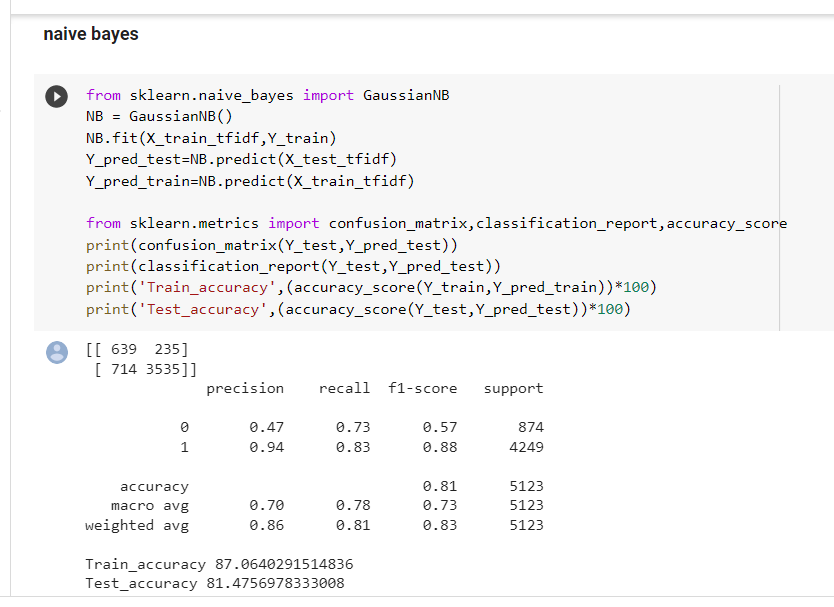 naive bayes
from sklearn.naive_bayes import GaussianNB
NB = GaussianNB()
NB.fit(X_train_tfidf,Y_train)
Y_pred_test=NB.predict(X_test_tfidf)
Y_pred_train=NB.predict(X_train_tfidf)
from sklearn.metrics import confusion_matrix,classification_report,accuracy_score
print(confusion_matrix(Y_test,Y_pred_test))
print(classification_report(Y_test,Y_pred_test))
print('Train_accuracy',(accuracy_score(Y_train,Y_pred_train))*100)
print('Test_accuracy',(accuracy_score(Y_test,Y_pred_test))*100)
[[ 639 235]
[ 714 3535]]
precision recall f1-score support
0 0.47 0.73 0.57 874
1 0.94 0.83 0.88 4249
accuracy 0.81 5123
macro avg 0.70 0.78 0.73 5123
weighted avg 0.86 0.81 0.83 5123
Train_accuracy 87.0640291514836
Test_accuracy 81.4756978333008